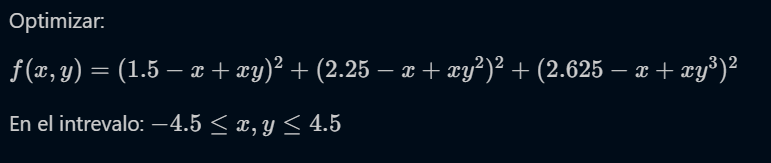 Optimizar:
f(x, y) = (1.5 − x + xy)² + (2.25 − x + xy²)² + (2.625 − x + xy³)²
En el intrevalo: −4.5 ≤ x, y ≤ 4.5